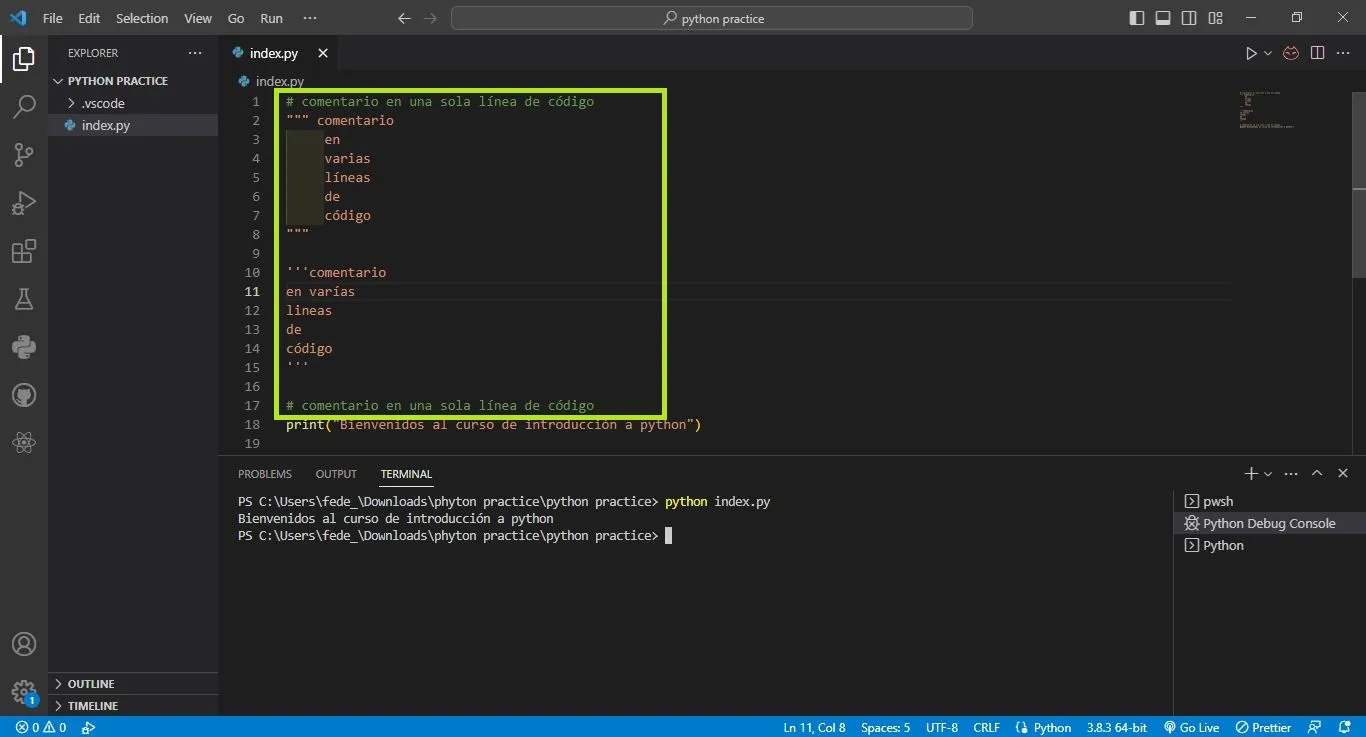 File Edit Selection View Go Run ··· python practice
EXPLORER ···
PYTHON PRACTICE
.vscode
index.py
index.py
index.py
1 # comentario en una sola línea de código
2 """ comentario
3 en
4 varias
5 líneas
6 de
7 código
8 """
9
10 '''comentario
11 en varías
12 lineas
13 de
14 código
15 '''
16
17 # comentario en una sola línea de código
18 print("Bienvenidos al curso de introducción a python")
19
PROBLEMS OUTPUT TERMINAL
PS C:\Users\fede_\Downloads\phyton practice\python practice> python index.py
Bienvenidos al curso de introducción a python
PS C:\Users\fede_\Downloads\phyton practice\python practice>
pwsh
Python Debug Console
Python
OUTLINE
TIMELINE
1
0 0 Ln 11, Col 8 Spaces: 5 UTF-8 CRLF Python 3.8.3 64-bit Go Live Prettier